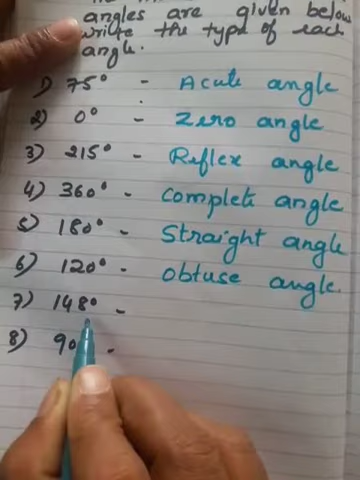 angles are given below
write the type of each
angle.
1) 75° - Acute angle
2) 0° - Zero angle
3) 215° - Reflex angle
4) 360° - Complete angle
5) 180° - Straight angle
6) 120° - Obtuse angle.
7) 148° -
8) 90 -